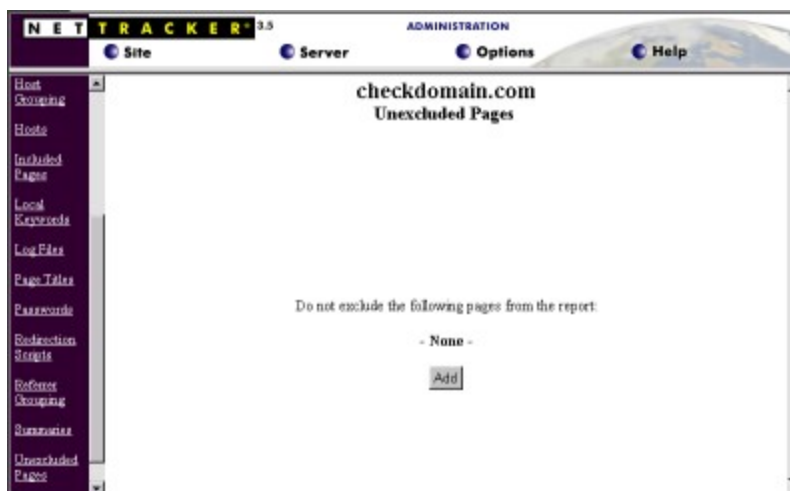 NET TRACKER® 3.5
ADMINISTRATION
Site
Server
Options
Help
Host
Grouping
Hosts
Included
Pages
Local
Keywords
Log Files
Page Titles
Passwords
Redirection
Scripts
Referrer
Grouping
Summaries
Unexcluded
Pages
checkdomain.com
Unexcluded Pages
Do not exclude the following pages from the report:
- None -
Add